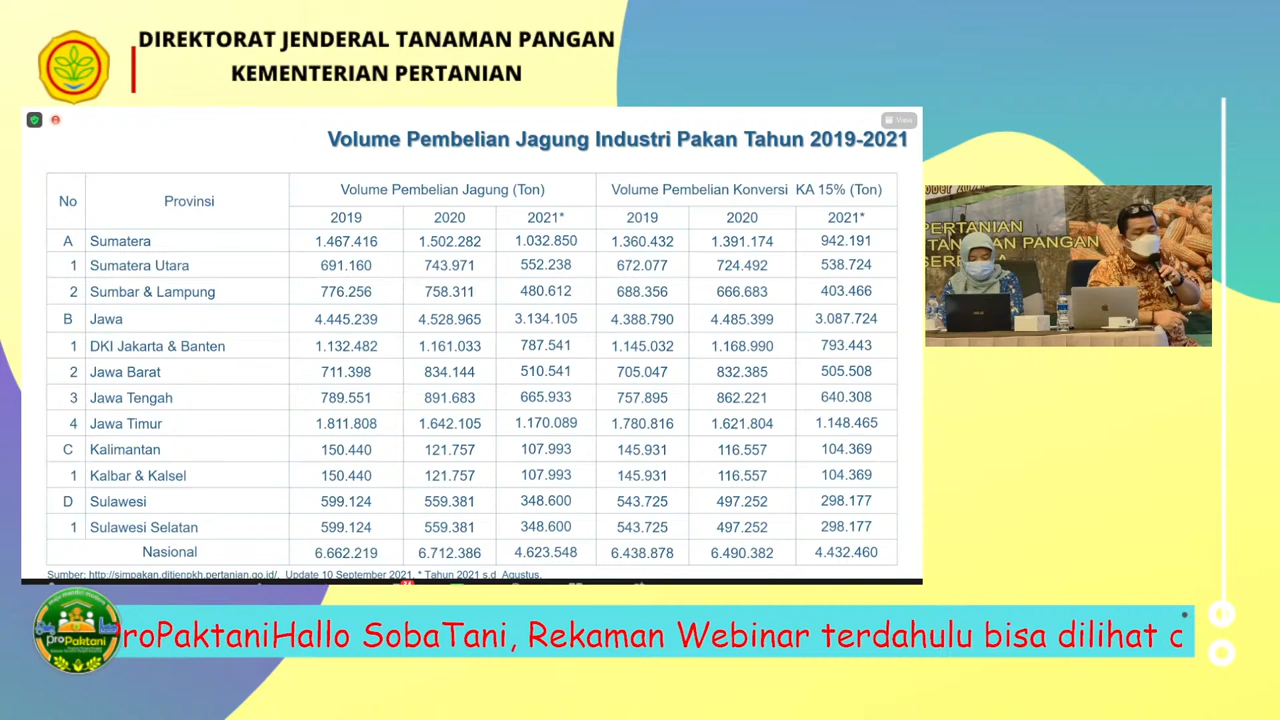 DIREKTORAT JENDERAL TANAMAN PANGAN
KEMENTERIAN PERTANIAN
View
Volume Pembelian Jagung Industri Pakan Tahun 2019-2021
No Provinsi Volume Pembelian Jagung (Ton) Volume Pembelian Konversi KA 15% (Ton)
2019 2020 2021* 2019 2020 2021*
A Sumatera 1.467.416 1.502.282 1.032.850 1.360.432 1.391.174 942.191
1 Sumatera Utara 691.160 743.971 552.238 672.077 724.492 538.724
2 Sumbar & Lampung 776.256 758.311 480.612 688.356 666.683 403.466
B Jawa 4.445.239 4.528.965 3.134.105 4.388.790 4.485.399 3.087.724
1 DKI Jakarta & Banten 1.132.482 1.161.033 787.541 1.145.032 1.168.990 793.443
2 Jawa Barat 711.398 834.144 510.541 705.047 832.385 505.508
3 Jawa Tengah 789.551 891.683 665.933 757.895 862.221 640.308
4 Jawa Timur 1.811.808 1.642.105 1.170.089 1.780.816 1.621.804 1.148.465
C Kalimantan 150.440 121.757 107.993 145.931 116.557 104.369
1 Kalbar & Kalsel 150.440 121.757 107.993 145.931 116.557 104.369
D Sulawesi 599.124 559.381 348.600 543.725 497.252 298.177
1 Sulawesi Selatan 599.124 559.381 348.600 543.725 497.252 298.177
Nasional 6.662.219 6.712.386 4.623.548 6.438.878 6.490.382 4.432.460
Sumber: http://simpakan.ditjenpkh.pertanian.go.id/, Update 10 September 2021, * Tahun 2021 s.d Agustus.
PERTANIAN
PANGAN
ProPaktani
roPaktaniHallo SobaTani, Rekaman Webinar terdahulu bisa dilihat